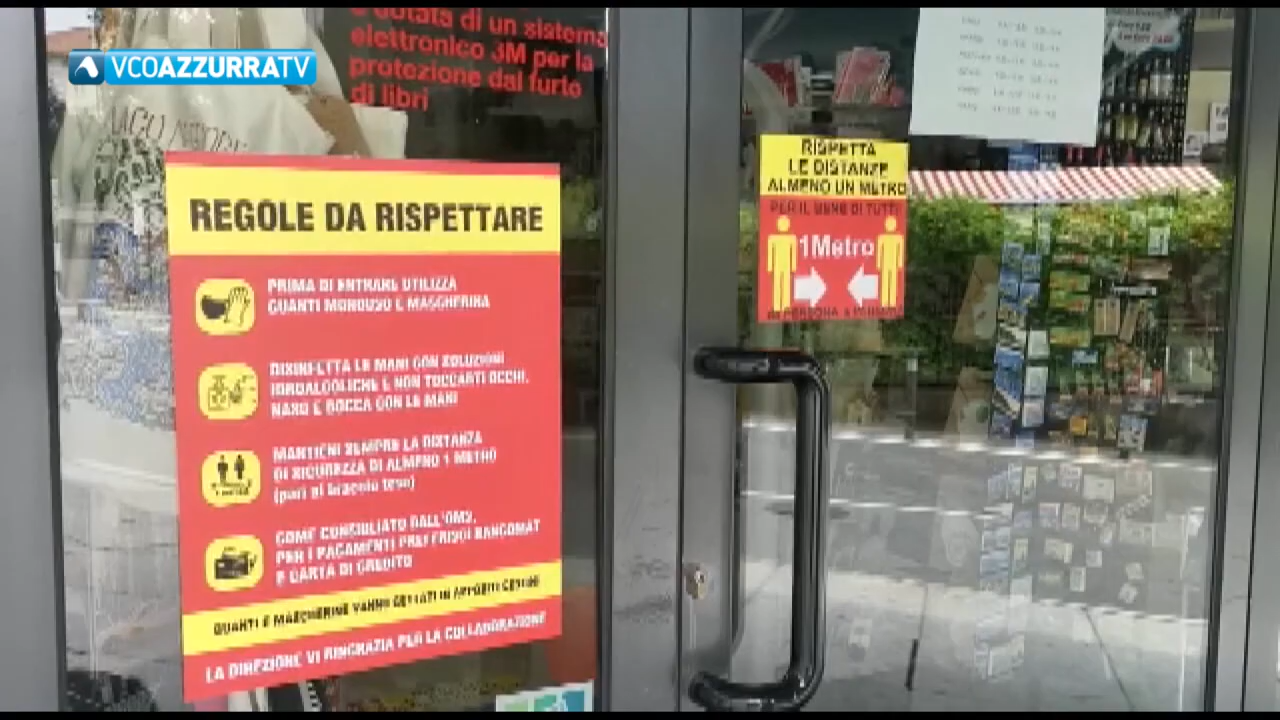 VCOAZZURRATV
è dotata di un sistema
elettronico 3M per la
protezione dal furto
di libri
REGOLE DA RISPETTARE
PRIMA DI ENTRARE UTILIZZA
GUANTI MONOUSO E MASCHERINA
DISINFETTA LE MANI CON SOLUZIONI
IDROALCOLICHE E NON TOCCARTI OCCHI,
NASO E BOCCA CON LE MANI
MANTIENI SEMPRE LA DISTANZA
DI SICUREZZA DI ALMENO 1 METRO
(pari al braccio teso)
COME CONSIGLIATO DALL'OMS,
PER I PAGAMENTI PREFERISCI BANCOMAT
E CARTA DI CREDITO
GUANTI E MASCHERINE VANNO GETTATI IN APPOSITI CESTINI
LA DIREZIONE VI RINGRAZIA PER LA COLLABORAZIONE
RISPETTA
LE DISTANZE
ALMENO UN METRO
PER IL BENE DI TUTTI
1Metro
DA PERSONA A PERSONA